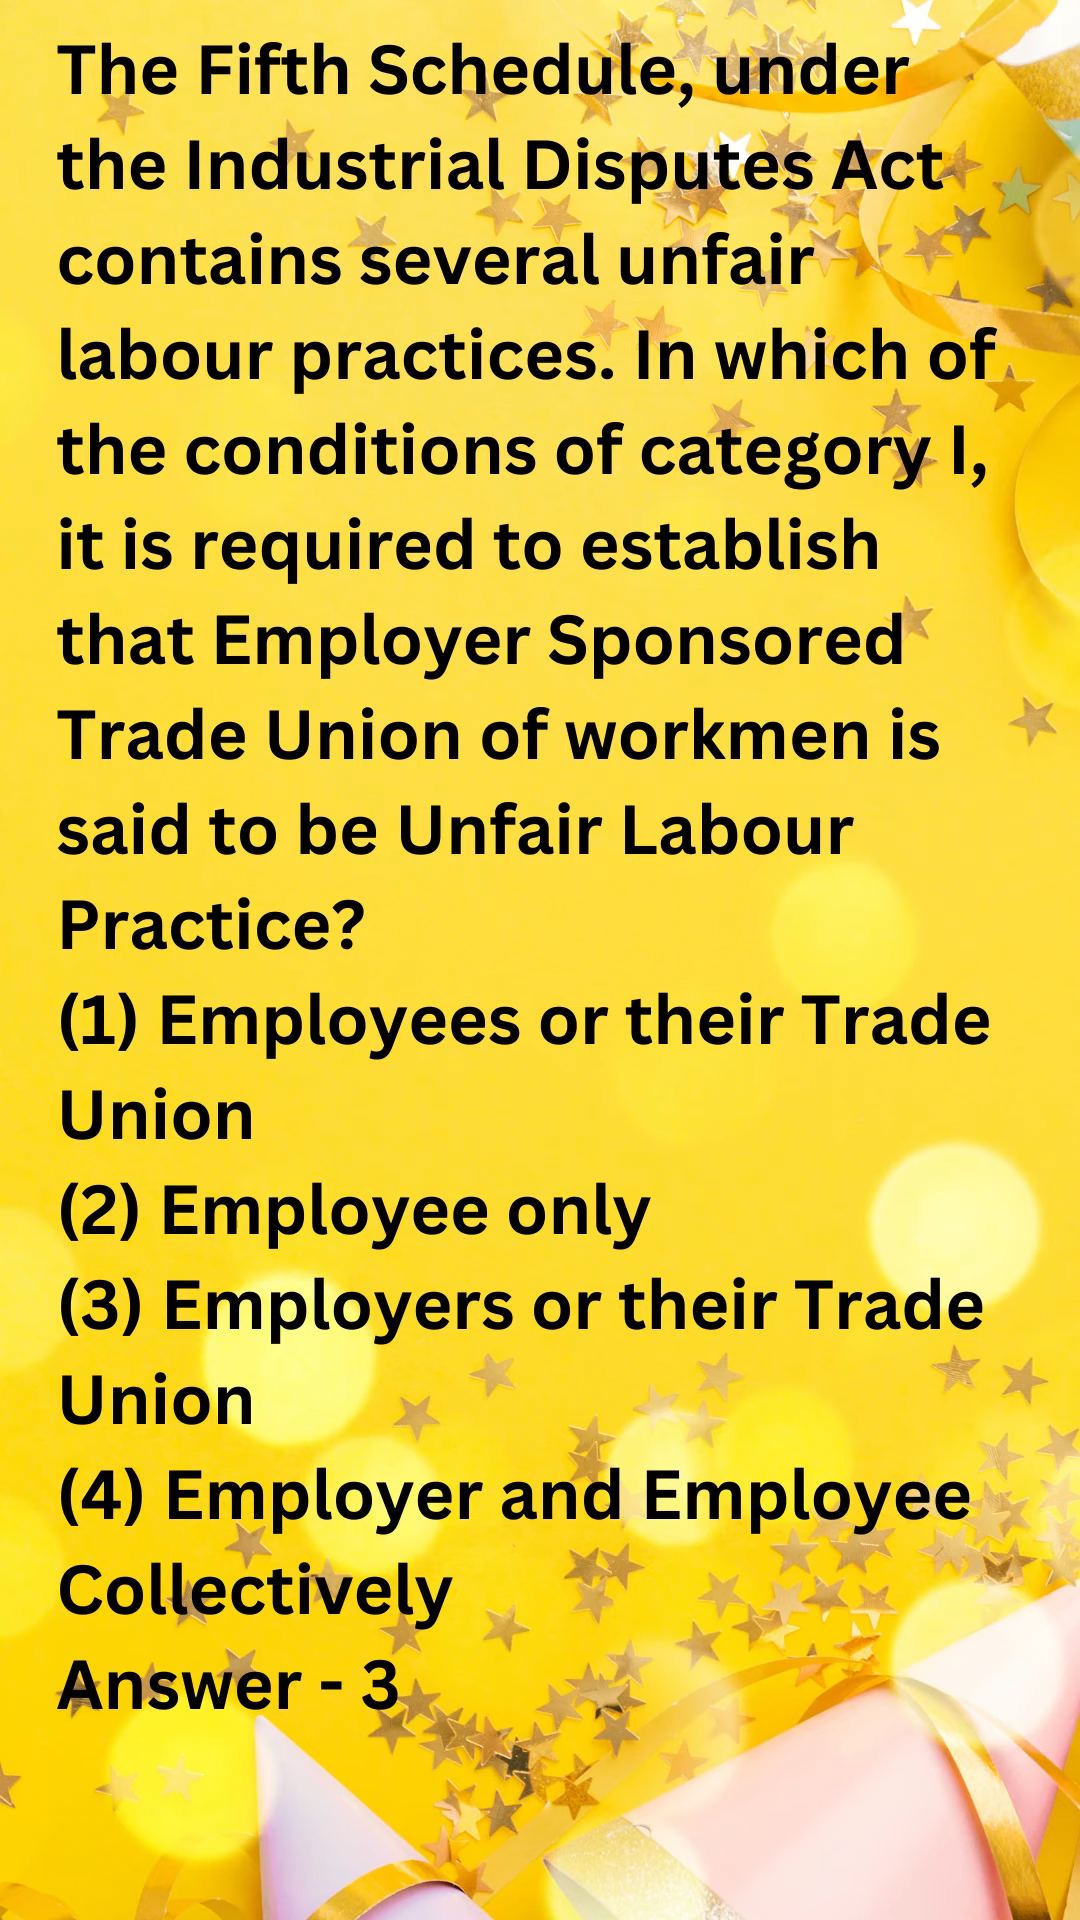 The Fifth Schedule, under
the Industrial Disputes Act
contains several unfair
labour practices. In which of
the conditions of category I,
it is required to establish
that Employer Sponsored
Trade Union of workmen is
said to be Unfair Labour
Practice?
(1) Employees or their Trade
Union
(2) Employee only
(3) Employers or their Trade
Union
(4) Employer and Employee
Collectively
Answer - 3